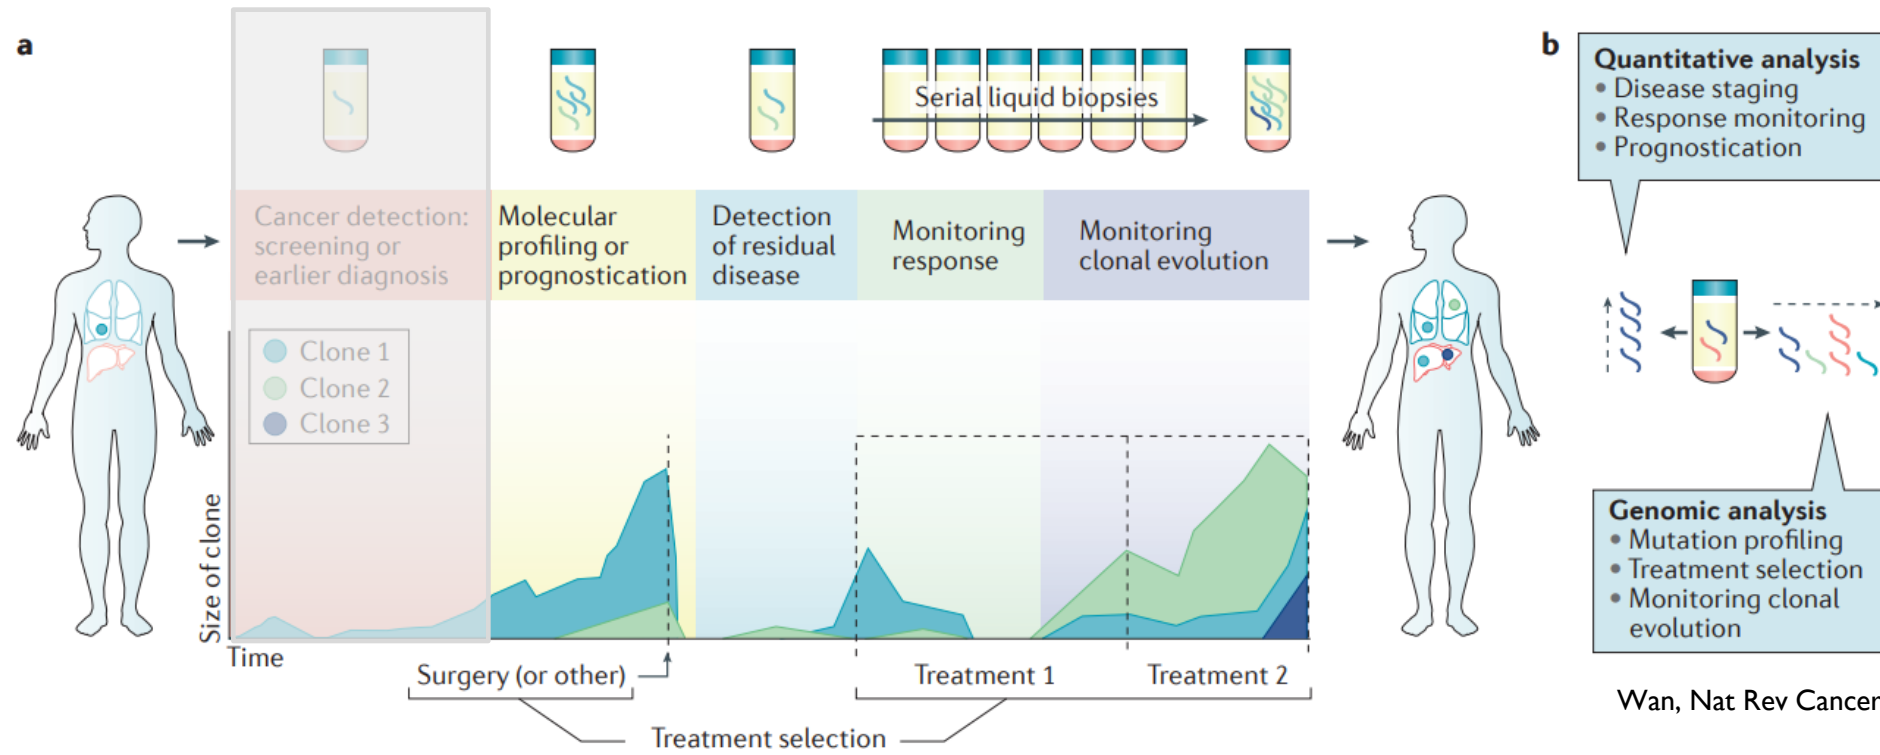 a
Serial liquid biopsies
Cancer detection:
screening or
earlier diagnosis
Molecular
profiling or
prognostication
Detection
of residual
disease
Monitoring
response
Monitoring
clonal evolution
Clone 1
Clone 2
Clone 3
Size of clone
Time
Surgery (or other)
Treatment 1
Treatment 2
Treatment selection
b
Quantitative analysis
• Disease staging
• Response monitoring
• Prognostication
Genomic analysis
• Mutation profiling
• Treatment selection
• Monitoring clonal
evolution
Wan, Nat Rev Cancer